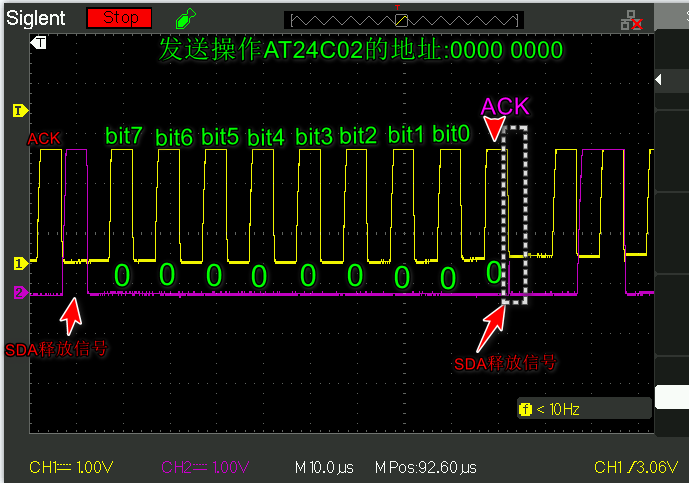 Siglent Stop
T
发送操作AT24C02的地址:0000 0000
ACK
T
ACK bit7 bit6 bit5 bit4 bit3 bit2 bit1 bit0
1
0 0 0 0 0 0 0 0 0
2
SDA释放信号
SDA释放信号
f < 10Hz
CH1 1.00V CH2 1.00V M 10.0 µs M Pos:92.60µs CH1 /3.06V